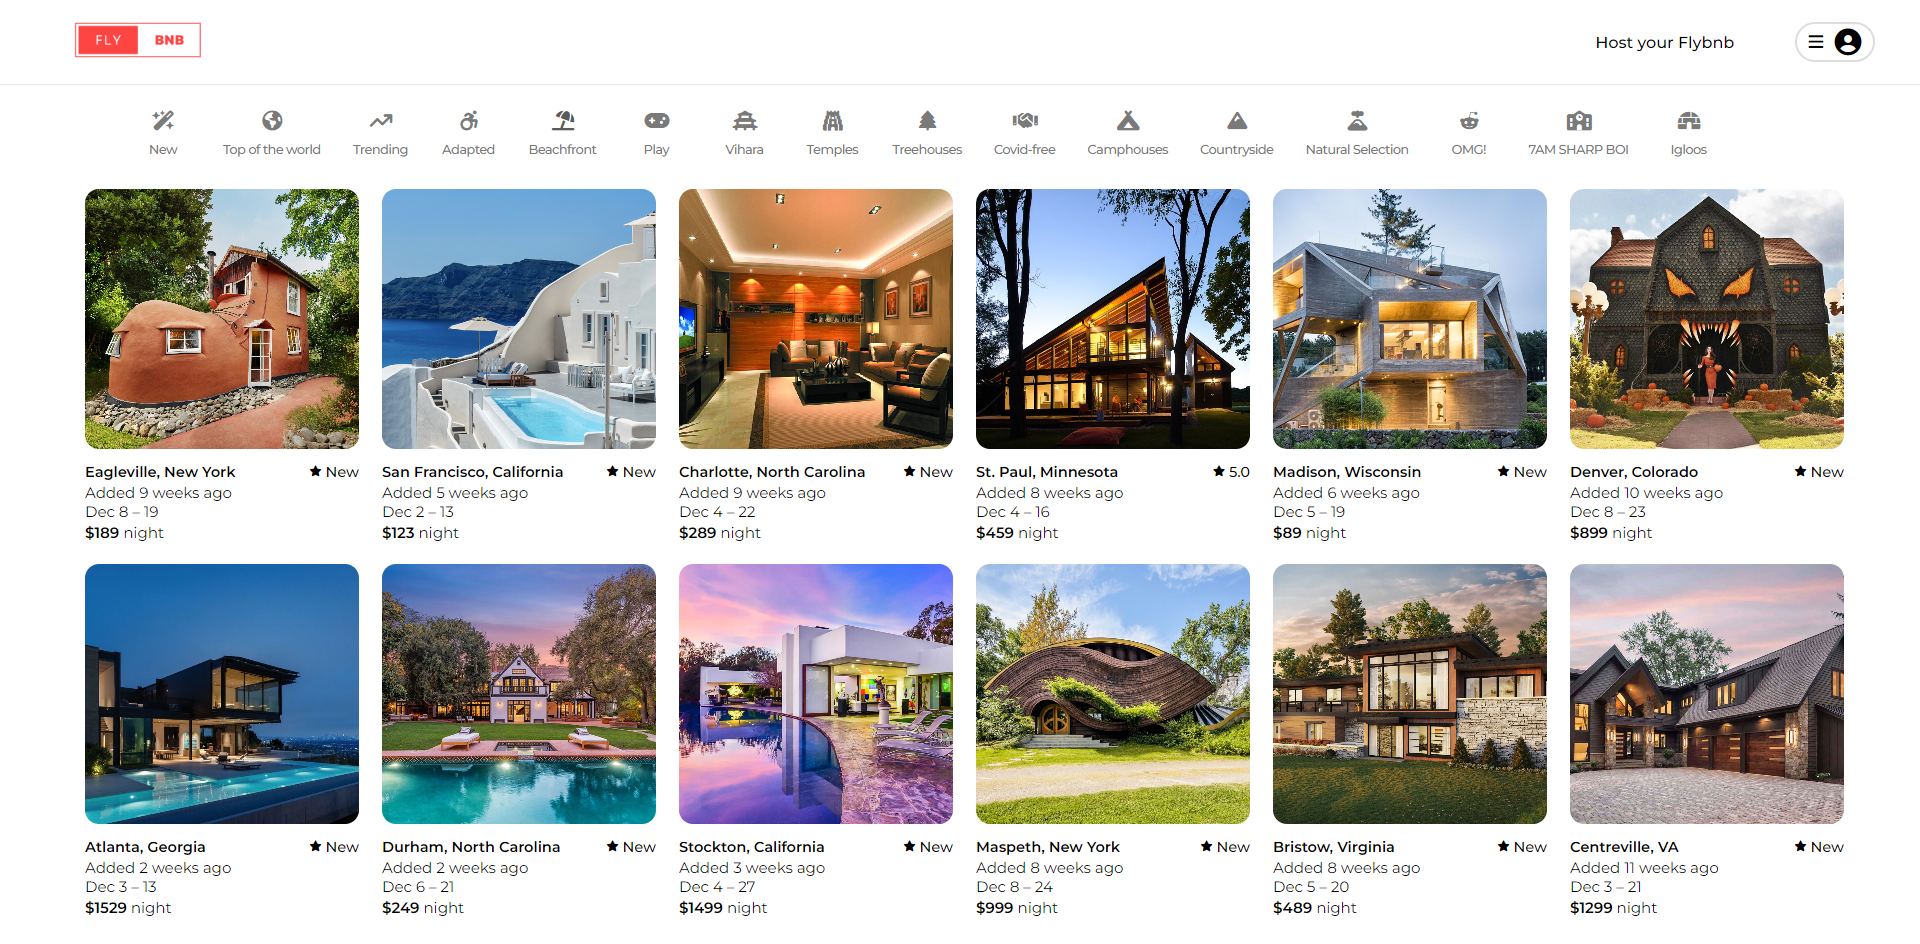 FLY BNB
Host your Flybnb
New
Top of the world
Trending
Adapted
Beachfront
Play
Vihara
Temples
Treehouses
Covid-free
Camphouses
Countryside
Natural Selection
OMG!
7AM SHARP BOI
Igloos
Eagleville, New York ★ New
Added 9 weeks ago
Dec 8 – 19
$189 night
San Francisco, California ★ New
Added 5 weeks ago
Dec 2 – 13
$123 night
Charlotte, North Carolina ★ New
Added 9 weeks ago
Dec 4 – 22
$289 night
St. Paul, Minnesota ★ 5.0
Added 8 weeks ago
Dec 4 – 16
$459 night
Madison, Wisconsin ★ New
Added 6 weeks ago
Dec 5 – 19
$89 night
Denver, Colorado ★ New
Added 10 weeks ago
Dec 8 – 23
$899 night
Atlanta, Georgia ★ New
Added 2 weeks ago
Dec 3 – 13
$1529 night
Durham, North Carolina ★ New
Added 2 weeks ago
Dec 6 – 21
$249 night
Stockton, California ★ New
Added 3 weeks ago
Dec 4 – 27
$1499 night
Maspeth, New York ★ New
Added 8 weeks ago
Dec 8 – 24
$999 night
Bristow, Virginia ★ New
Added 8 weeks ago
Dec 5 – 20
$489 night
Centreville, VA ★ New
Added 11 weeks ago
Dec 3 – 21
$1299 night